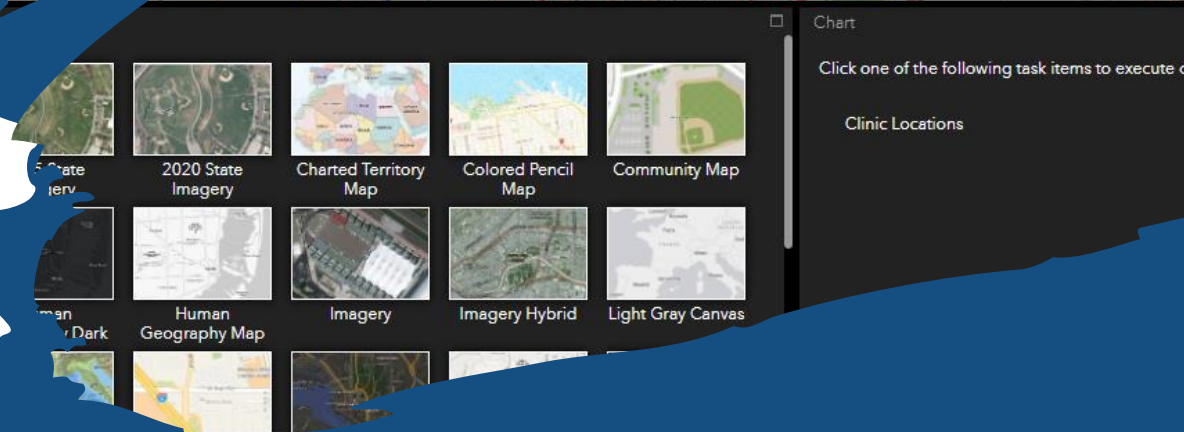 Chart
Click one of the following task items to execute
Clinic Locations
State
2020 State
Imagery
Charted Territory
Map
Colored Pencil
Map
Community Map
Dark
Human
Geography Map
Imagery
Imagery Hybrid
Light Gray Canvas